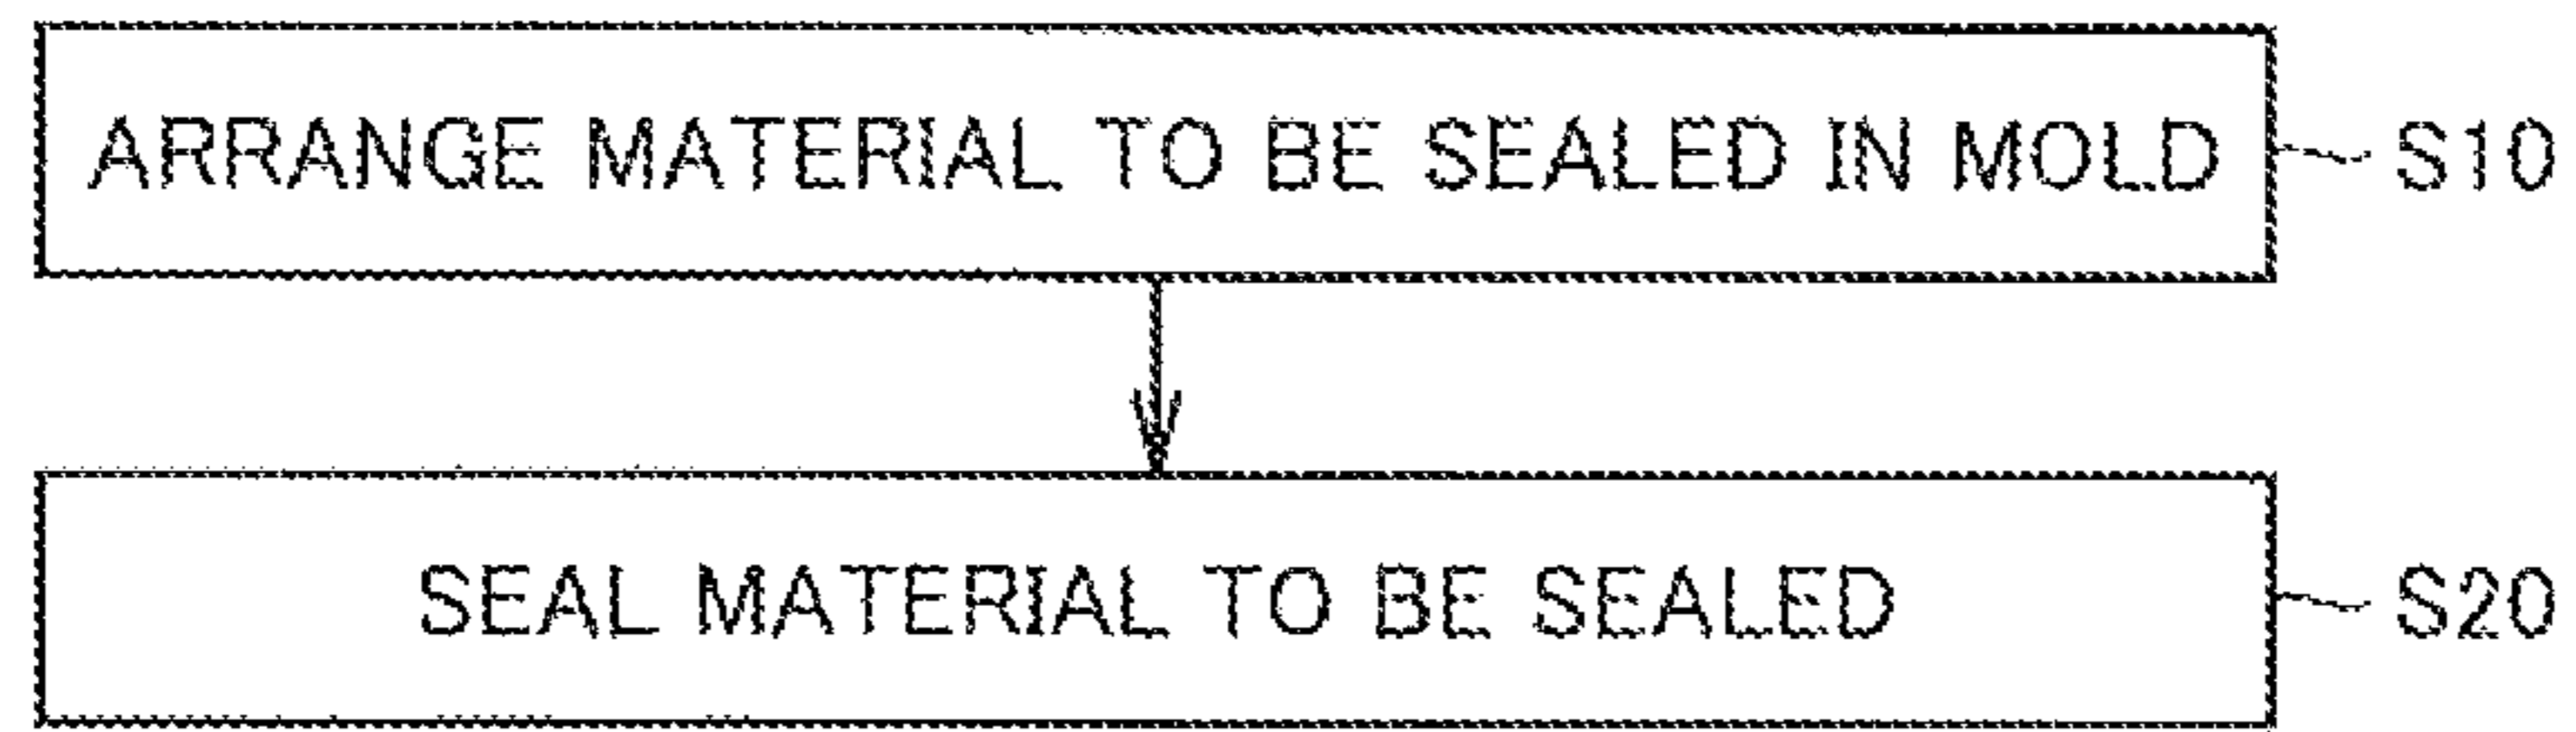 ARRANGE MATERIAL TO BE SEALED IN MOLD
S10
SEAL MATERIAL TO BE SEALED
S20